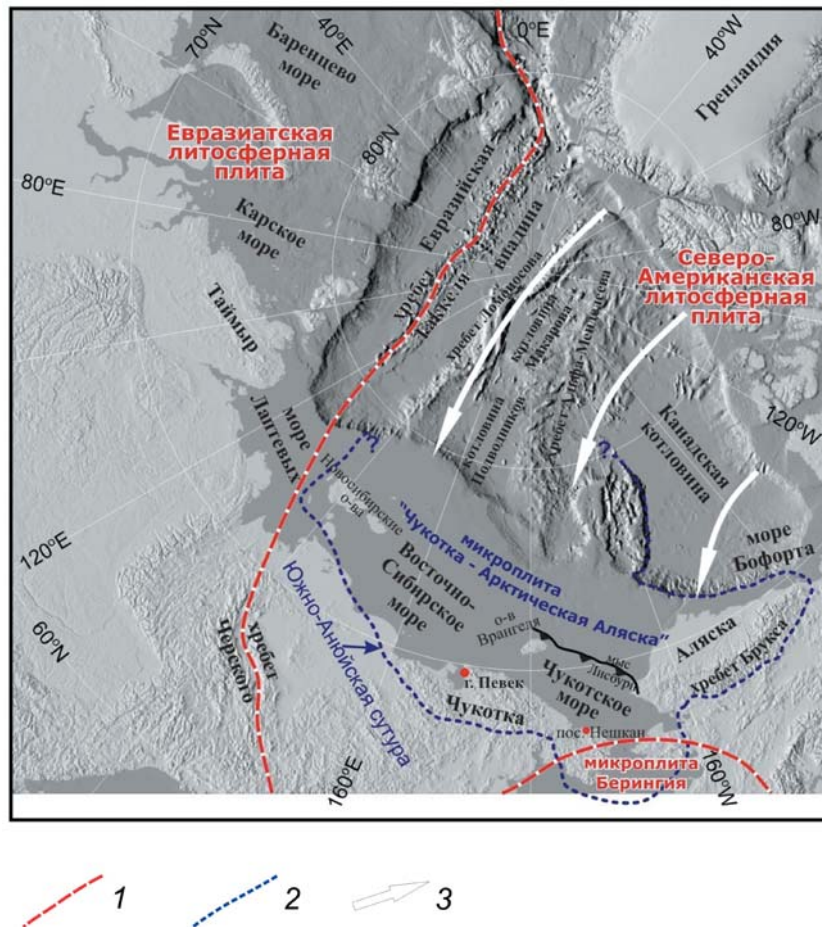 70°N
40°E
0°E
40°W
Баренцево
море
Гренландия
Евразиатская
литосферная
плита
80°N
80°E
Евразийская
впадина
80°W
Карское
море
Северо-
Американская
литосферная
плита
хребет
Гаккеля
хребет Ломоносова
котловина
Макарова
хребет Альфа-Менделеева
Таймыр
котловина
Подводников
Канадская
котловина
120°W
море
Лаптевых
?
?
Новосибирские
о-ва
микроплита
"Чукотка - Арктическая Аляска"
море
Бофорта
120°E
Восточно-
Сибирское
море
60°N
Южно-Анюйская сутура
хребет
Черского
о-в
Врангеля
мыс
Лисбурн
Аляска
хребет Брукса
г. Певек
Чукотское
море
Чукотка
пос. Нешкан
микроплита
Берингия
160°E
160°W
1
2
3